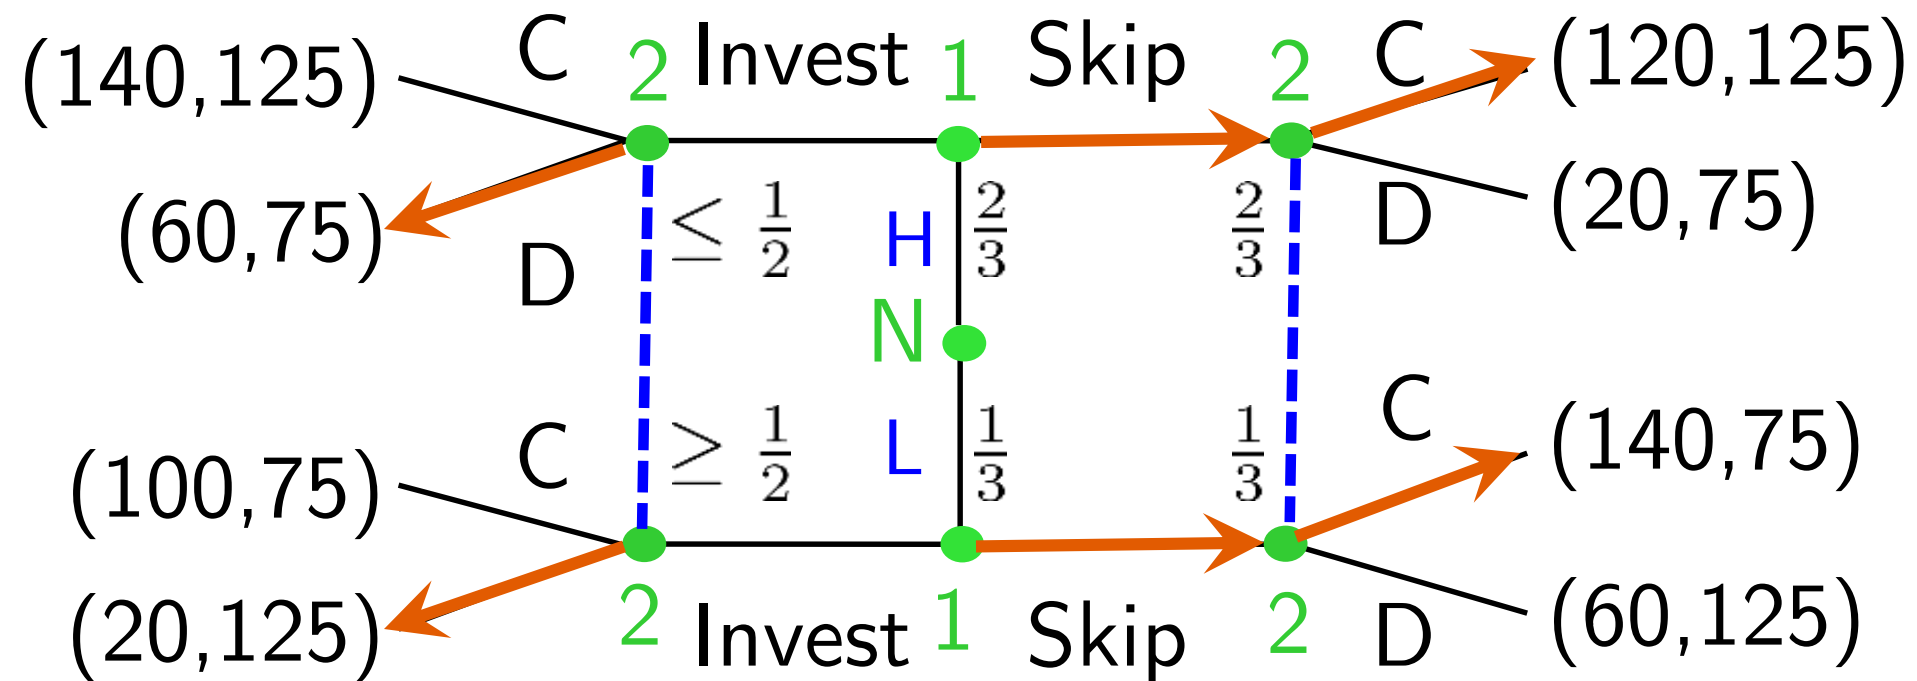 C 2 Invest 1 Skip 2 C
(140,125) (120,125)
(60,75) D ≤ 1/2 H 2/3 2/3 D (20,75)
N
C ≥ 1/2 L 1/3 1/3 C
(100,75) (140,75)
(20,125) 2 Invest 1 Skip 2 D (60,125)